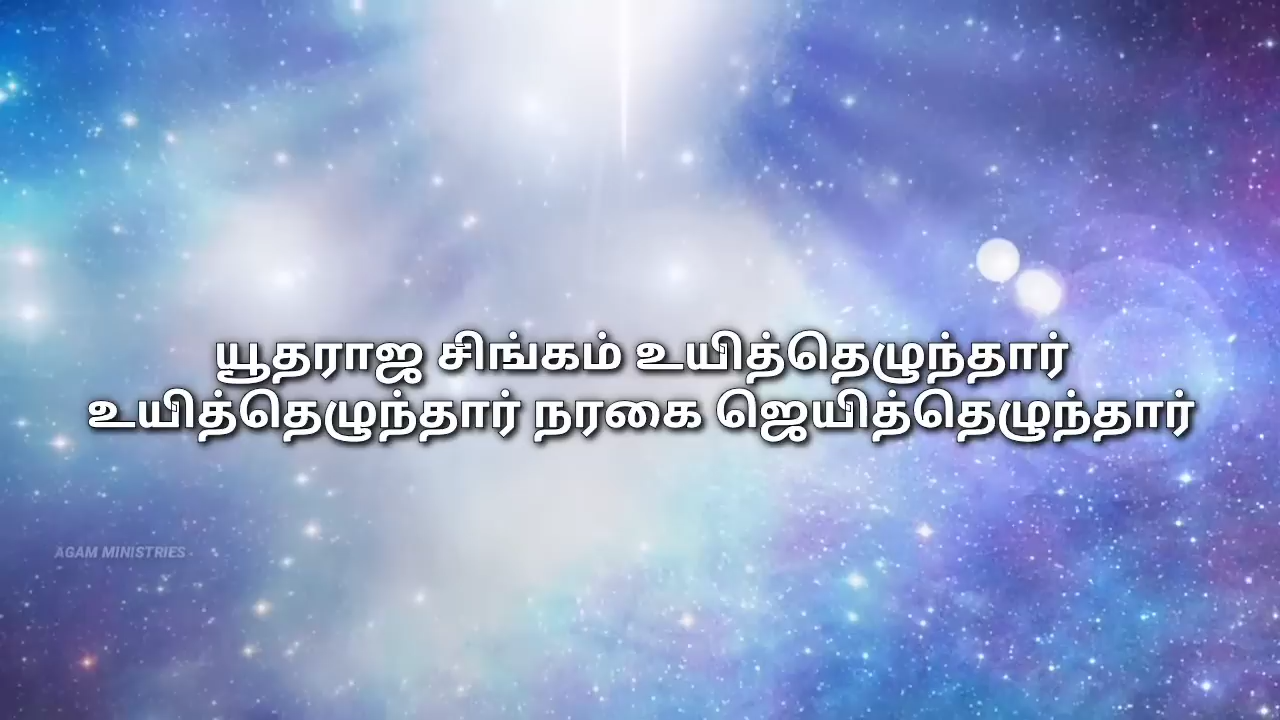 யூதராஜ சிங்கம் உயித்தெழுந்தார்
உயித்தெழுந்தார் நரகை ஜெயித்தெழுந்தார்
AGAM MINISTRIES